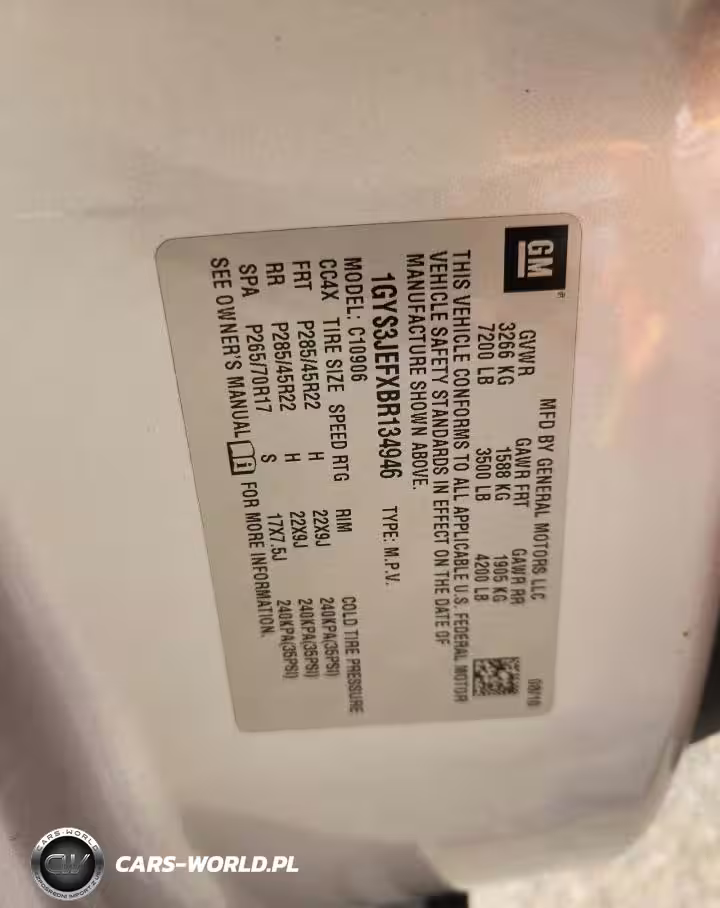 GM
MFD BY GENERAL MOTORS LLC
GVWR GAWR FRT GAWR RR
3266 KG 1588 KG 1905 KG
7200 LB 3500 LB 4200 LB
THIS VEHICLE CONFORMS TO ALL APPLICABLE U.S. FEDERAL MOTOR
VEHICLE SAFETY STANDARDS IN EFFECT ON THE DATE OF
MANUFACTURE SHOWN ABOVE.
1GYS3JEFXBR134946 TYPE: M.P.V.
MODEL: C10906
CC4X TIRE SIZE SPEED RTG RIM COLD TIRE PRESSURE
FRT P285/45R22 H 22X9J 240KPA(35PSI)
RR P285/45R22 H 22X9J 240KPA(35PSI)
SPA P265/70R17 S 17X7.5J 240KPA(35PSI)
SEE OWNER'S MANUAL i FOR MORE INFORMATION.
CARS-WORLD
CW
CARS-WORLD.PL